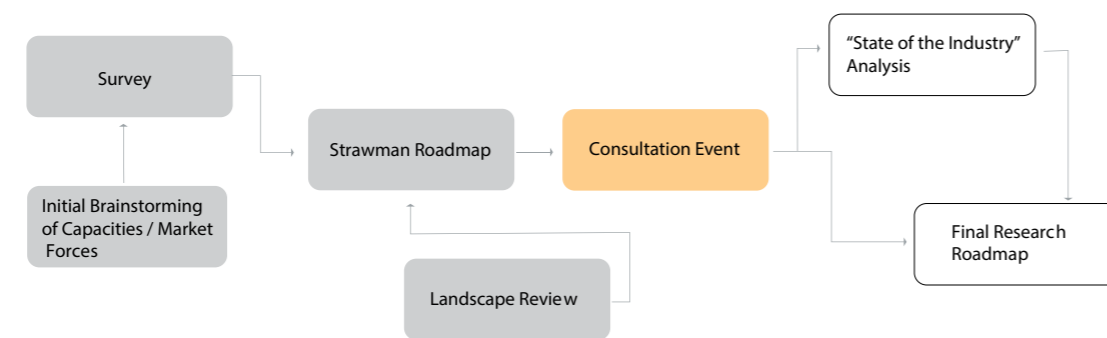 Survey
Initial Brainstorming
of Capacities / Market
Forces
Strawman Roadmap
Landscape Review
Consultation Event
“State of the Industry”
Analysis
Final Research
Roadmap